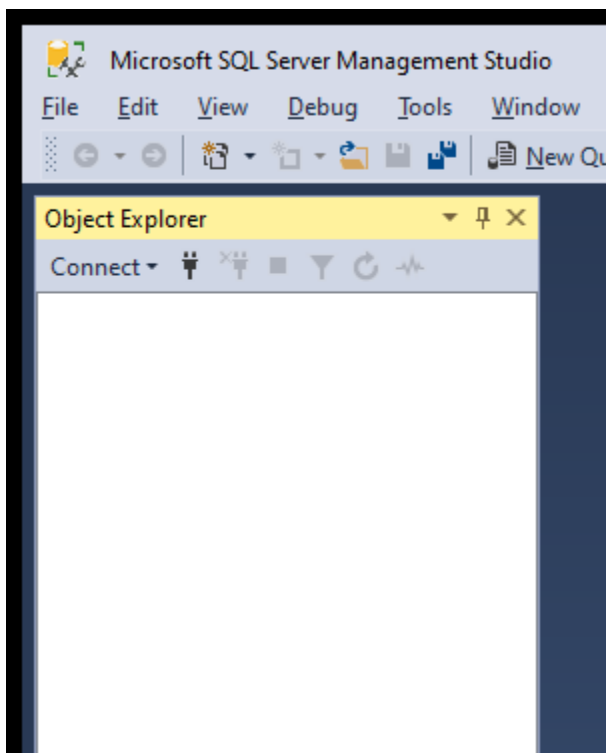 Microsoft SQL Server Management Studio
File Edit View Debug Tools Window
New Qu
Object Explorer
Connect